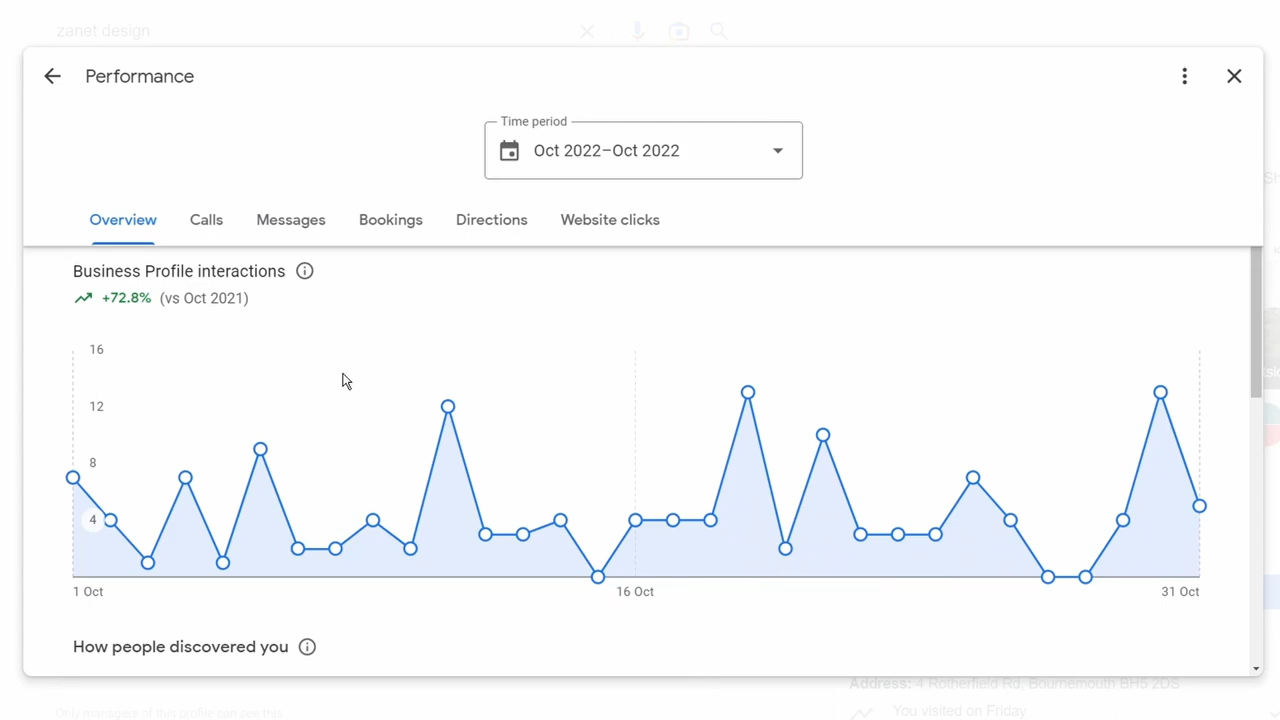 zanet design
Performance
Time period
Oct 2022–Oct 2022
Overview
Calls
Messages
Bookings
Directions
Website clicks
Business Profile interactions
+72.8% (vs Oct 2021)
16
12
8
4
1 Oct
16 Oct
31 Oct
How people discovered you
Address: 4 Rotherfield Rd, Bournemouth BH5 2DS
You visited on Friday
Only managers of this profile can see this